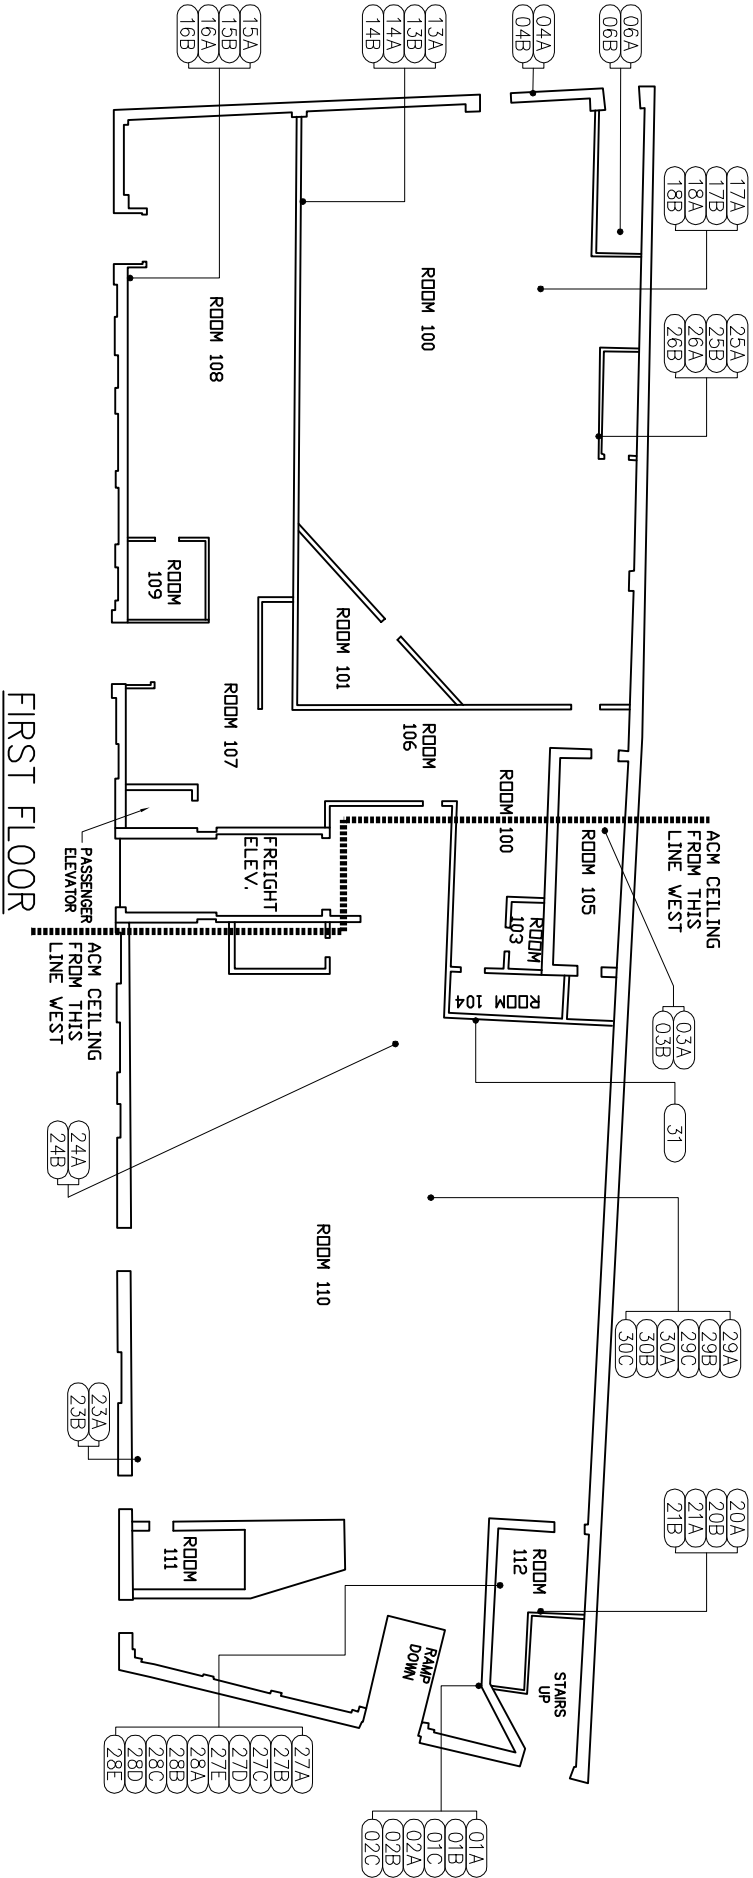 06A
06B
04A
04B
13A
13B
14A
14B
15A
15B
16A
16B
17A
17B
18A
18B
25A
25B
26A
26B
ROOM 100
ROOM 108
ROOM
109
ROOM 101
ROOM 107
ROOM
106
ROOM 100
ROOM 105
ROOM
103
ROOM 104
FREIGHT
ELEV.
PASSENGER
ELEVATOR
ACM CEILING
FROM THIS
LINE WEST
ACM CEILING
FROM THIS
LINE WEST
03A
03B
31
24A
24B
ROOM 110
29A
29B
29C
30A
30B
30C
23A
23B
20A
20B
21A
21B
ROOM
112
ROOM
111
STAIRS
UP
RAMP
DOWN
27A
27B
27C
27D
27E
28A
28B
28C
28D
28E
01A
01B
01C
02A
02B
02C
FIRST FLOOR